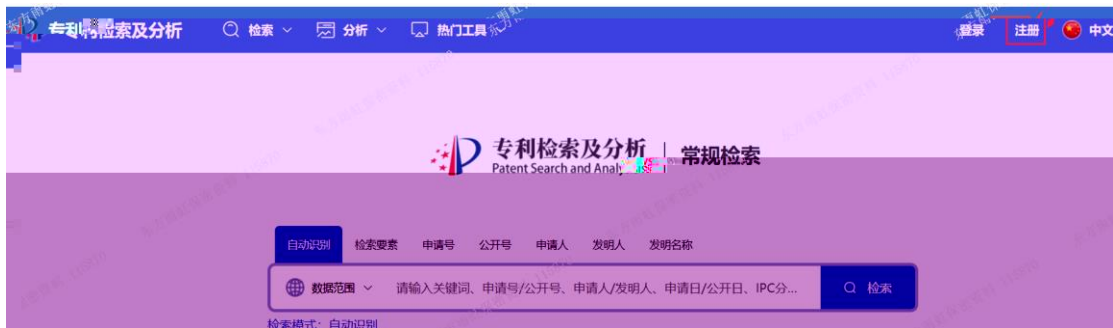 专利检索及分析 检索 分析 热门工具 登录 注册 中文
专利检索及分析 常规检索
Patent Search and Analy
自动识别 检索要素 申请号 公开号 申请人 发明人 发明名称
数据范围 请输入关键词、申请号/公开号、申请人/发明人、申请日/公开日、IPC分... 检索
检索模式：自动识别